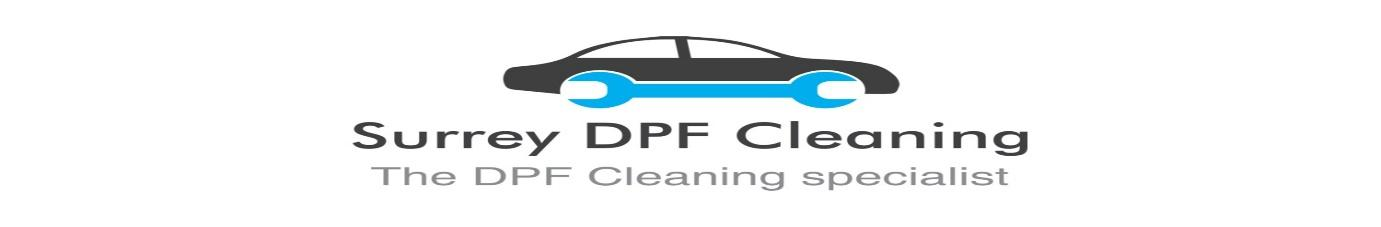 Surrey DPF Cleaning
The DPF Cleaning specialist